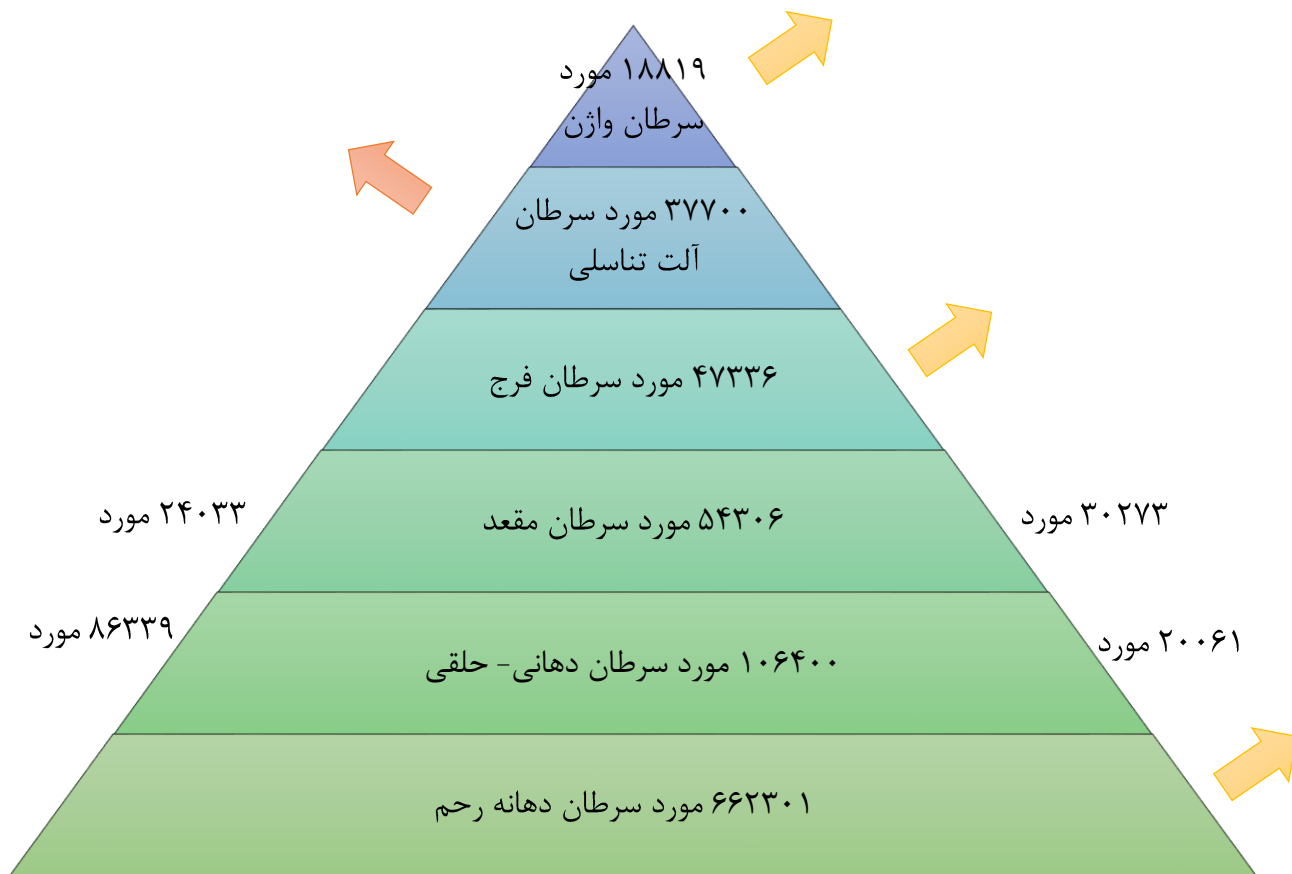 ۱۸۸۱۹ مورد
سرطان واژن
۳۷۷۰۰ مورد سرطان
آلت تناسلی
۴۷۳۳۶ مورد سرطان فرج
۳۰۲۷۳ مورد
۵۴۳۰۶ مورد سرطان مقعد
۲۴۰۳۳ مورد
۲۰۰۶۱ مورد
۱۰۶۴۰۰ مورد سرطان دهانی- حلقی
۸۶۳۳۹ مورد
۶۶۲۳۰۱ مورد سرطان دهانه رحم